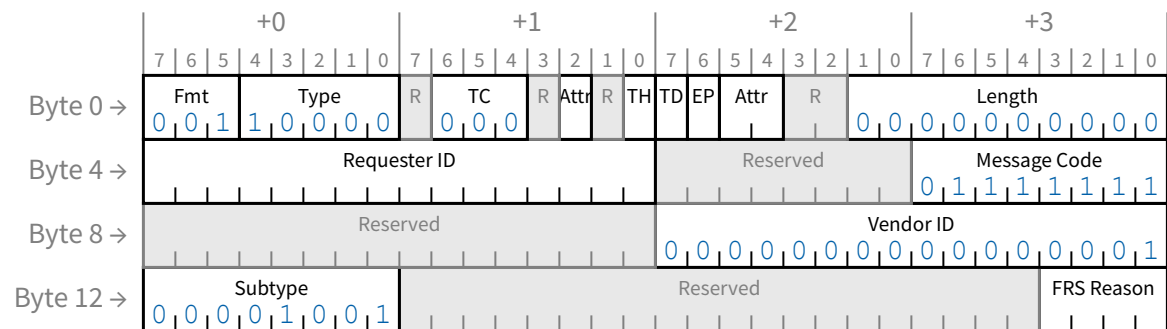 +0 +1 +2 +3
7 6 5 4 3 2 1 0 7 6 5 4 3 2 1 0 7 6 5 4 3 2 1 0 7 6 5 4 3 2 1 0
Byte 0 → Fmt Type R TC R Attr R TH TD EP Attr R Length
0 0 1 1 0 0 0 0 0 0 0 0 0 0 0 0 0 0 0 0 0 0
Byte 4 → Requester ID Reserved Message Code
0 1 1 1 1 1 1 1
Byte 8 → Reserved Vendor ID
0 0 0 0 0 0 0 0 0 0 0 0 0 0 0 1
Byte 12 → Subtype Reserved FRS Reason
0 0 0 0 1 0 0 1